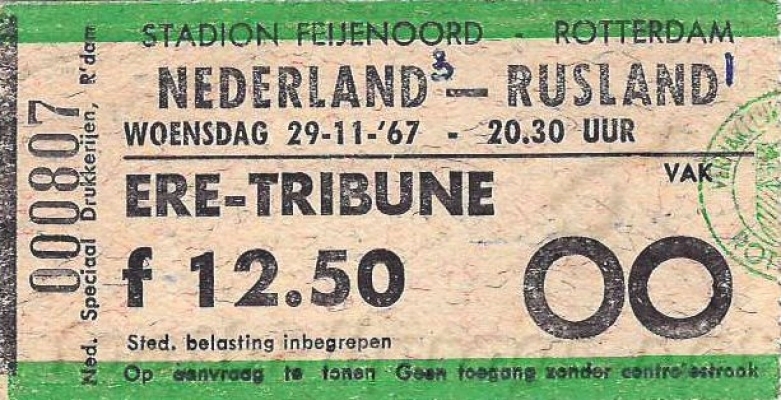 STADION FEIJENOORD - ROTTERDAM
NEDERLAND 3 — RUSLAND 1
WOENSDAG 29-11-'67 - 20.30 UUR
ERE-TRIBUNE
VAK
f 12.50
OO
Sted. belasting inbegrepen
Op aanvraag te tonen Geen toegang zonder controlestrook
000807
Ned. Speciaal Drukkerijen, R'dam